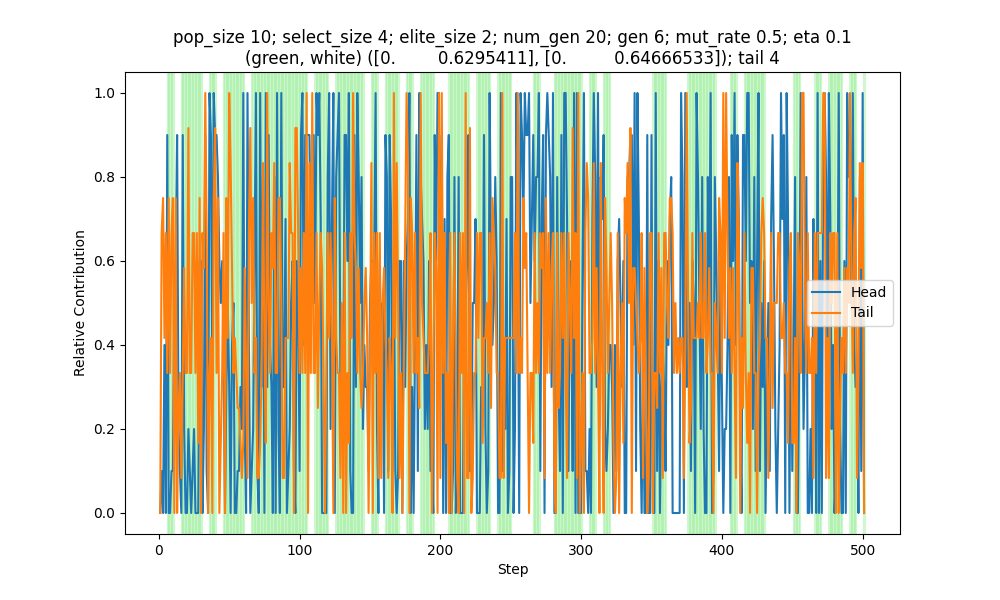 pop_size 10; select_size 4; elite_size 2; num_gen 20; gen 6; mut_rate 0.5; eta 0.1
(green, white) ([0.         0.6295411], [0.         0.64666533]); tail 4
1.0
0.8
0.6
0.4
0.2
0.0
Relative Contribution
Head
Tail
0
100
200
300
400
500
Step